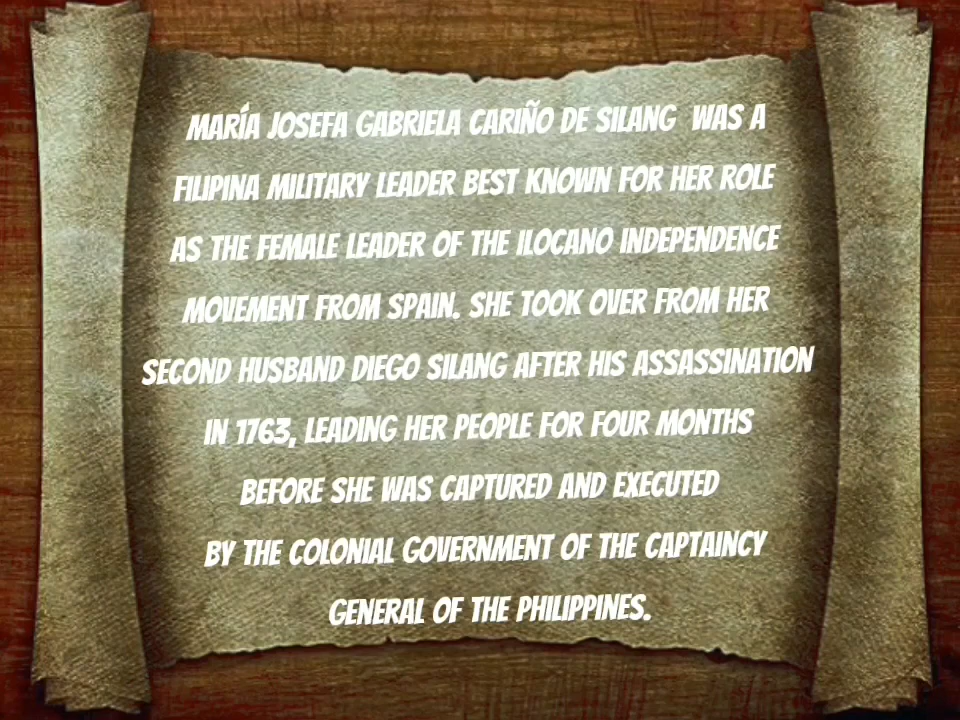 MARÍA JOSEFA GABRIELA CARIÑO DE SILANG WAS A
FILIPINA MILITARY LEADER BEST KNOWN FOR HER ROLE
AS THE FEMALE LEADER OF THE ILOCANO INDEPENDENCE
MOVEMENT FROM SPAIN. SHE TOOK OVER FROM HER
SECOND HUSBAND DIEGO SILANG AFTER HIS ASSASSINATION
IN 1763, LEADING HER PEOPLE FOR FOUR MONTHS
BEFORE SHE WAS CAPTURED AND EXECUTED
BY THE COLONIAL GOVERNMENT OF THE CAPTAINCY
GENERAL OF THE PHILIPPINES.